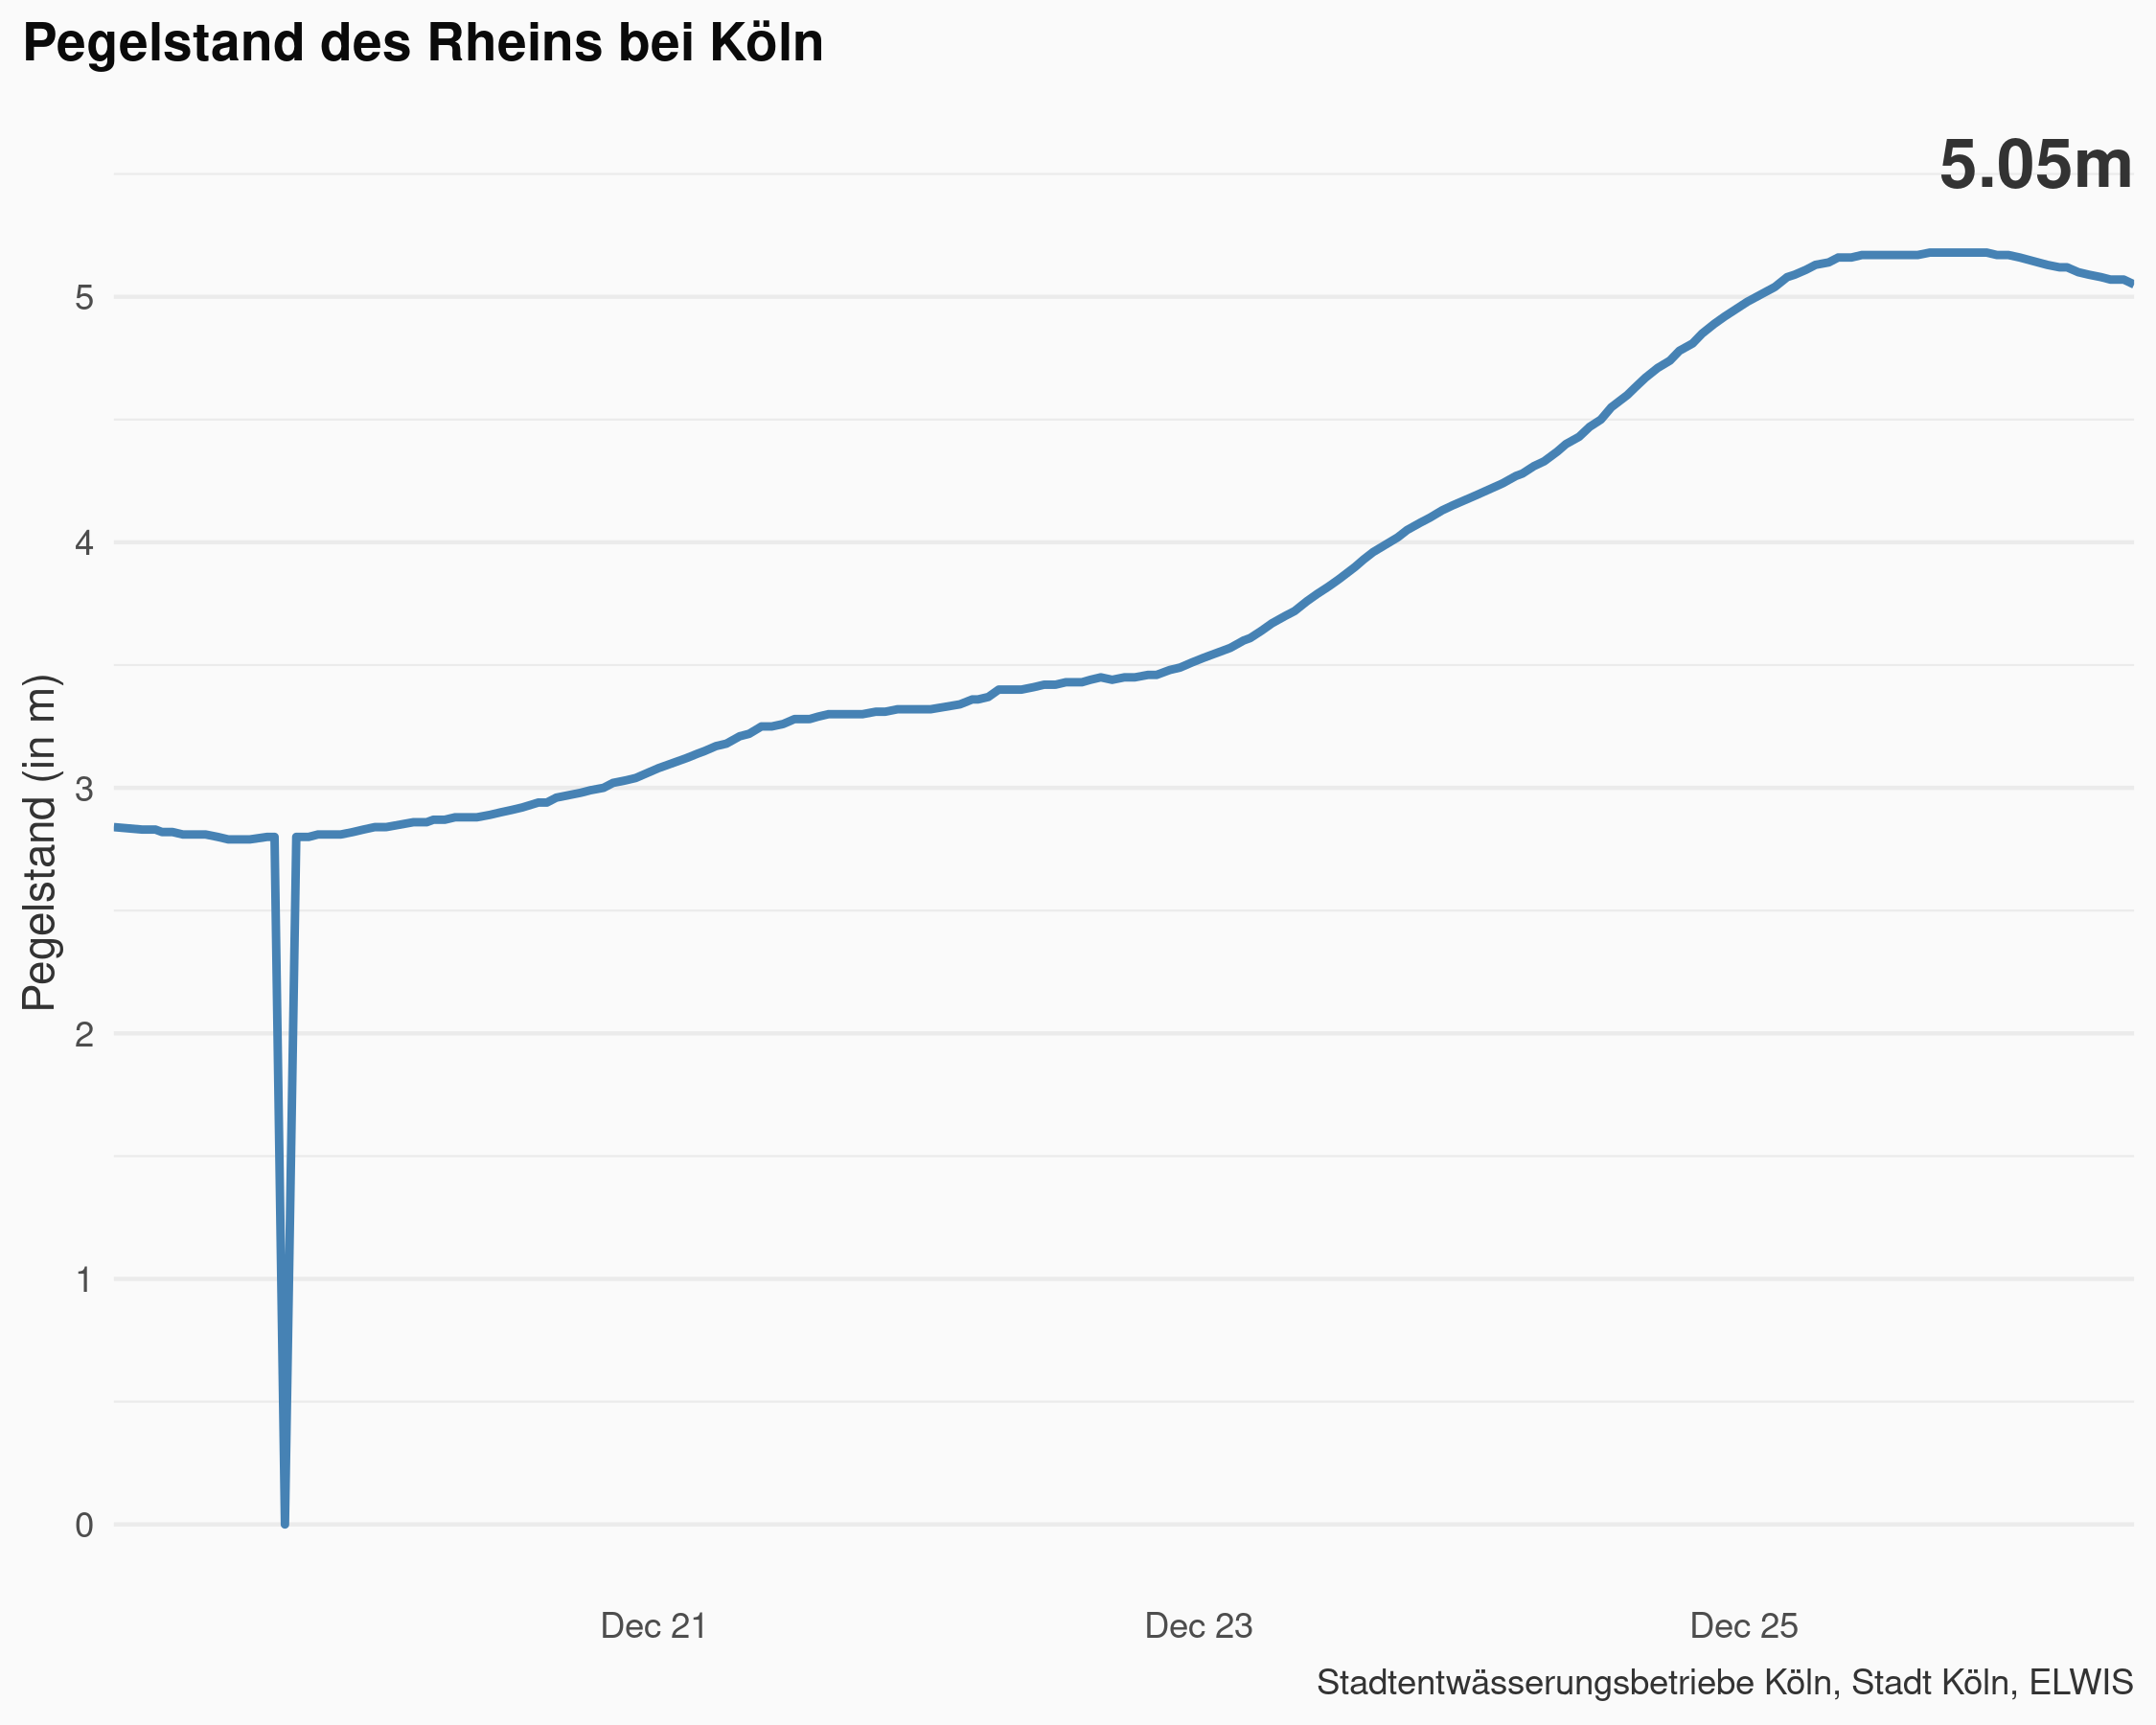 Pegelstand des Rheins bei Köln
5.05m
Pegelstand (in m)
5
4
3
2
1
0
Dec 21
Dec 23
Dec 25
Stadtentwässerungsbetriebe Köln, Stadt Köln, ELWIS